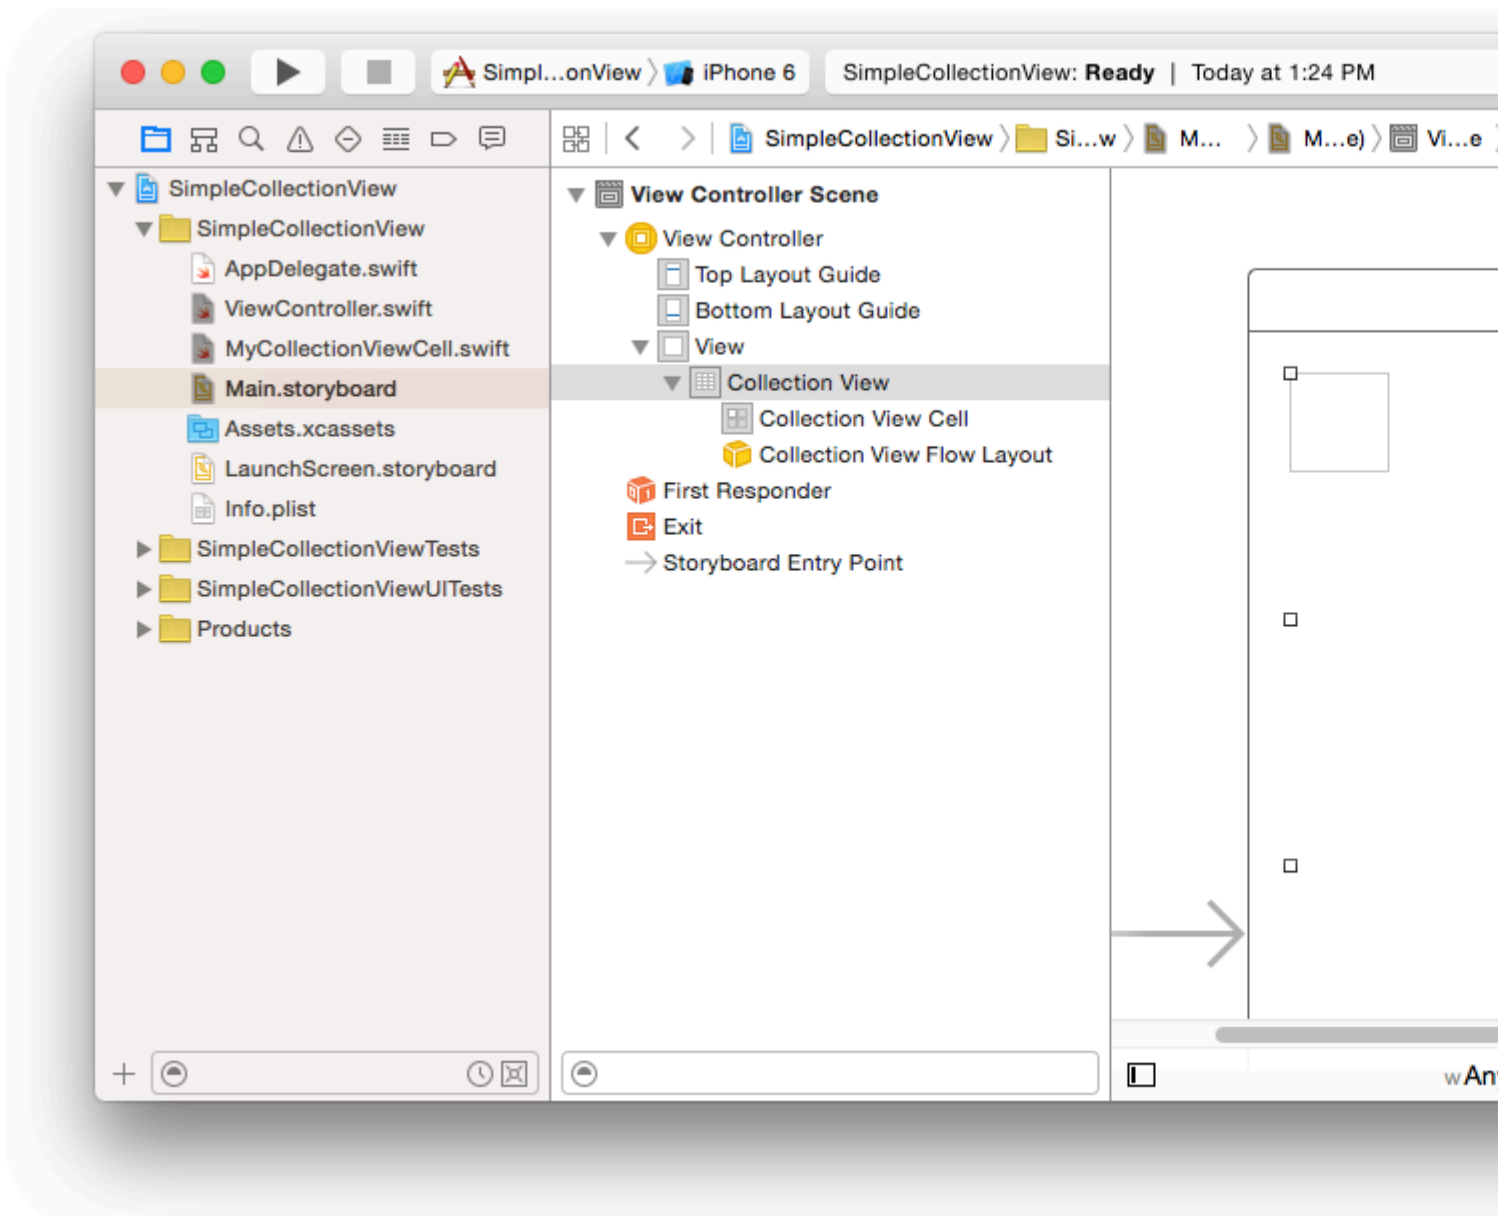 Simpl...onView iPhone 6 SimpleCollectionView: Ready | Today at 1:24 PM
SimpleCollectionView Si...w M... M...e) Vi...e
SimpleCollectionView
SimpleCollectionView
AppDelegate.swift
ViewController.swift
MyCollectionViewCell.swift
Main.storyboard
Assets.xcassets
LaunchScreen.storyboard
Info.plist
SimpleCollectionViewTests
SimpleCollectionViewUITests
Products
View Controller Scene
View Controller
Top Layout Guide
Bottom Layout Guide
View
Collection View
Collection View Cell
Collection View Flow Layout
First Responder
Exit
Storyboard Entry Point